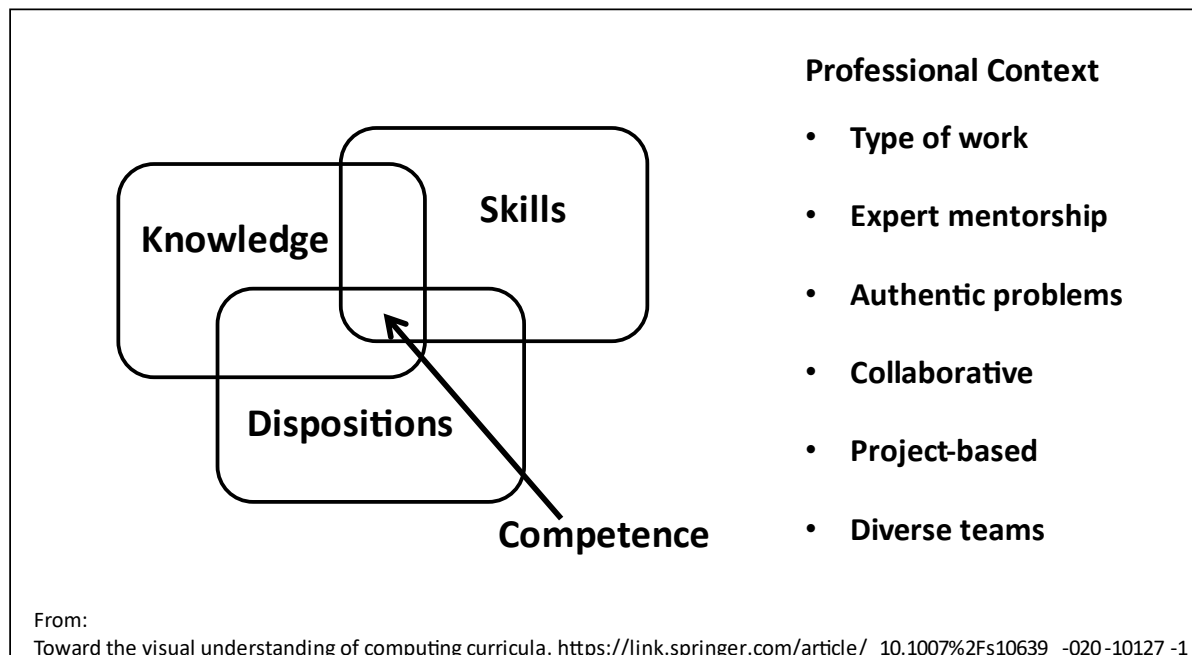 Knowledge
Skills
Dispositions
Competence
Professional Context
• Type of work
• Expert mentorship
• Authentic problems
• Collaborative
• Project-based
• Diverse teams
From:
Toward the visual understanding of computing curricula. https://link.springer.com/article/ 10.1007%2Fs10639 -020 -10127 -1